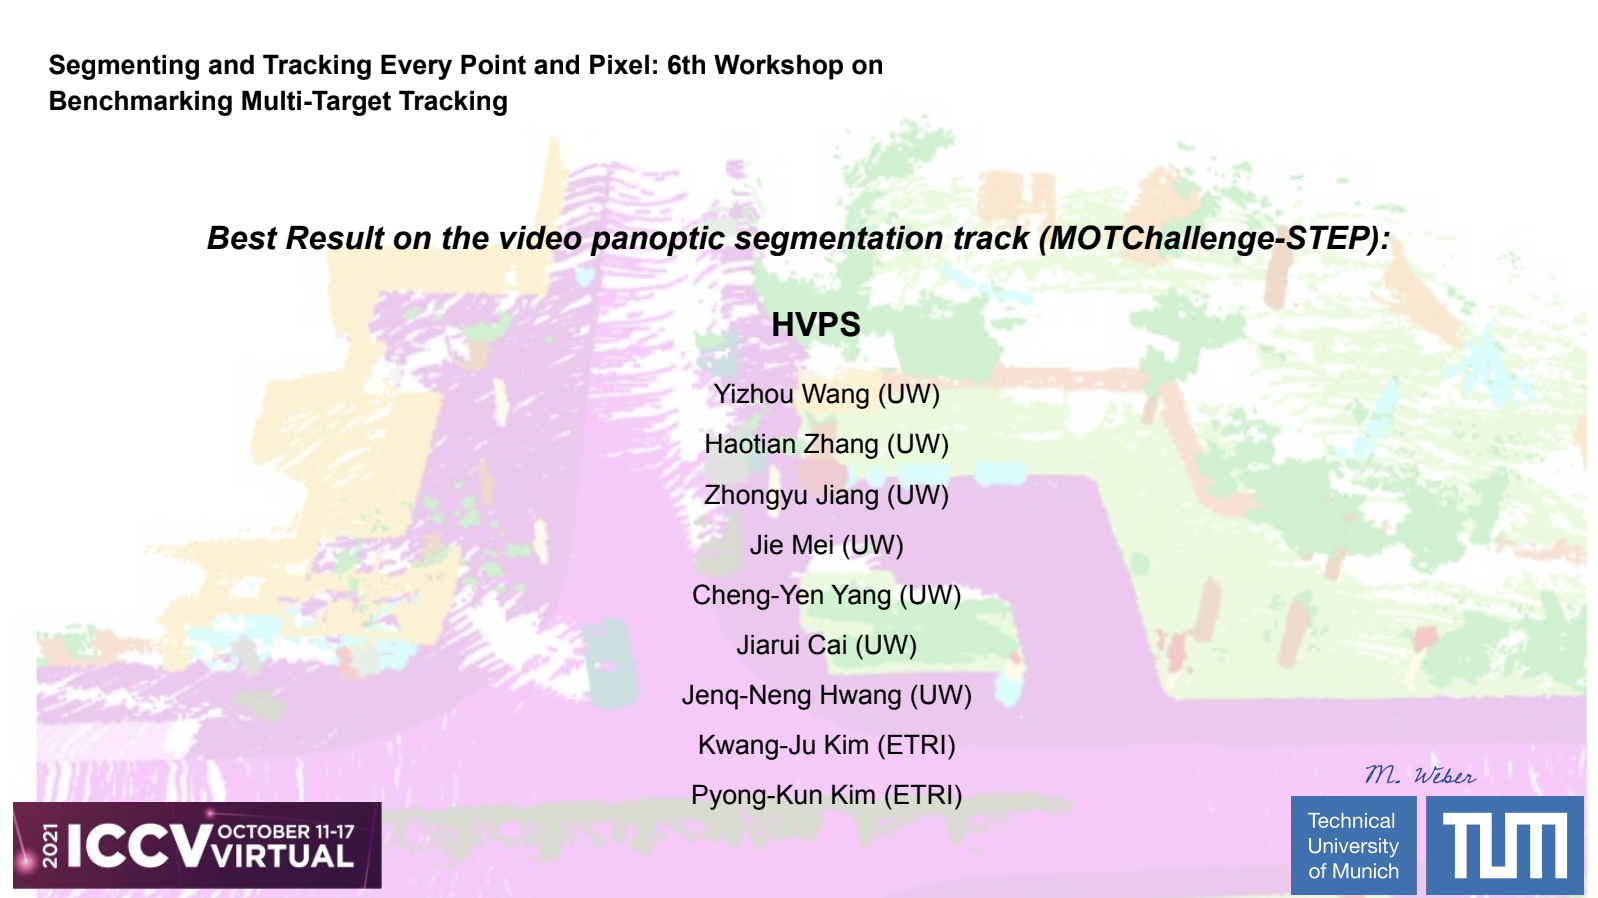 Segmenting and Tracking Every Point and Pixel: 6th Workshop on
Benchmarking Multi-Target Tracking
Best Result on the video panoptic segmentation track (MOTChallenge-STEP):
HVPS
Yizhou Wang (UW)
Haotian Zhang (UW)
Zhongyu Jiang (UW)
Jie Mei (UW)
Cheng-Yen Yang (UW)
Jiarui Cai (UW)
Jenq-Neng Hwang (UW)
Kwang-Ju Kim (ETRI)
Pyong-Kun Kim (ETRI)
M. Weber
2021
ICCV
OCTOBER 11-17
VIRTUAL
Technical
University
of Munich
TUM